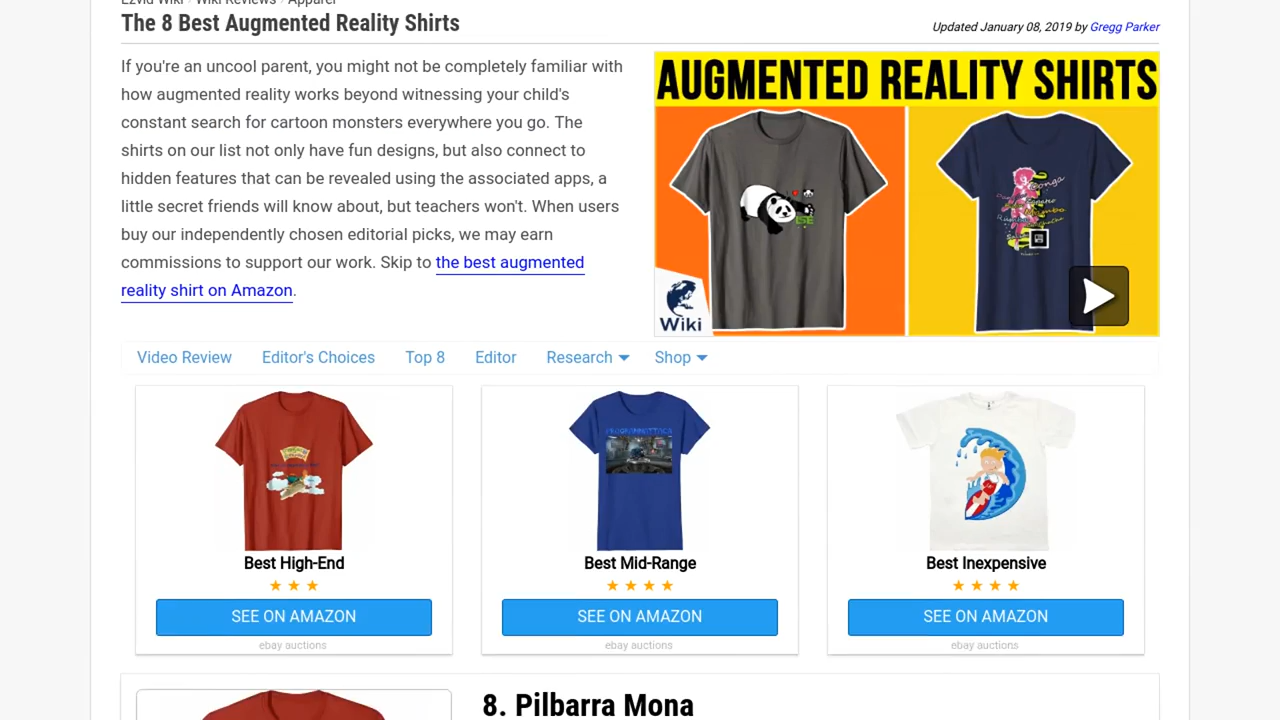 Ezvid Wiki › Wiki Reviews › Apparel
The 8 Best Augmented Reality Shirts
Updated January 08, 2019 by Gregg Parker
If you're an uncool parent, you might not be completely familiar with
how augmented reality works beyond witnessing your child's
constant search for cartoon monsters everywhere you go. The
shirts on our list not only have fun designs, but also connect to
hidden features that can be revealed using the associated apps, a
little secret friends will know about, but teachers won't. When users
buy our independently chosen editorial picks, we may earn
commissions to support our work. Skip to the best augmented
reality shirt on Amazon.
AUGMENTED REALITY SHIRTS
Wiki
Video Review Editor's Choices Top 8 Editor Research Shop
Best High-End Best Mid-Range Best Inexpensive
SEE ON AMAZON SEE ON AMAZON SEE ON AMAZON
ebay auctions ebay auctions ebay auctions
8. Pilbarra Mona